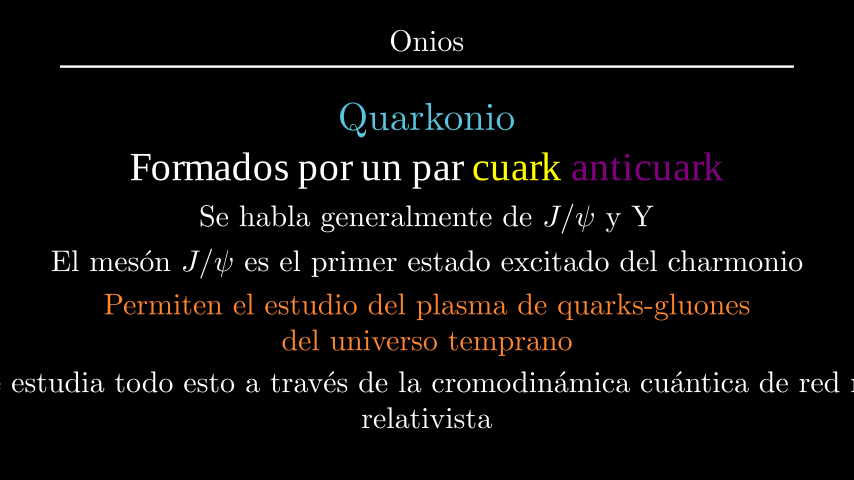 Onios
Quarkonio
Formados por un par cuark anticuark
Se habla generalmente de J/ψ y Υ
El mesón J/ψ es el primer estado excitado del charmonio
Permiten el estudio del plasma de quarks-gluones
del universo temprano
estudia todo esto a través de la cromodinámica cuántica de red
relativista